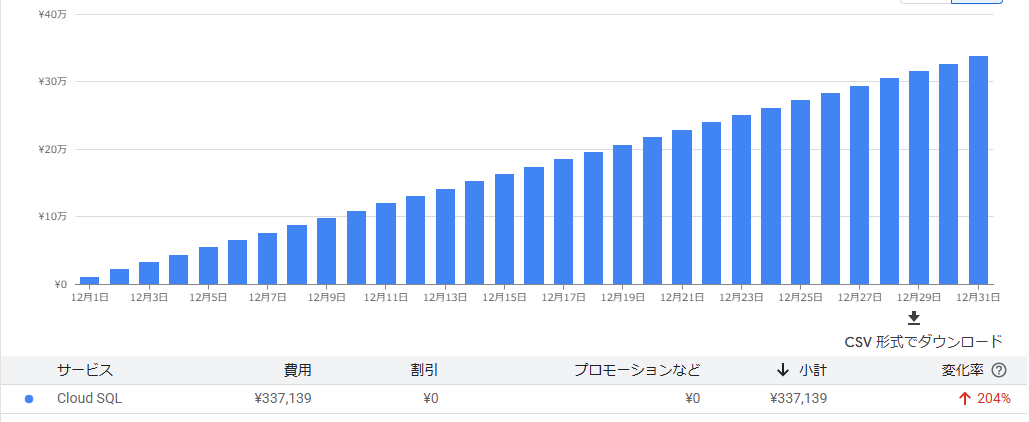 ¥40万
¥30万
¥20万
¥10万
¥0
12月1日 12月3日 12月5日 12月7日 12月9日 12月11日 12月13日 12月15日 12月17日 12月19日 12月21日 12月23日 12月25日 12月27日 12月29日 12月31日
CSV 形式でダウンロード
サービス 費用 割引 プロモーションなど ↓ 小計 変化率 ?
Cloud SQL ¥337,139 ¥0 ¥0 ¥337,139 ↑ 204%